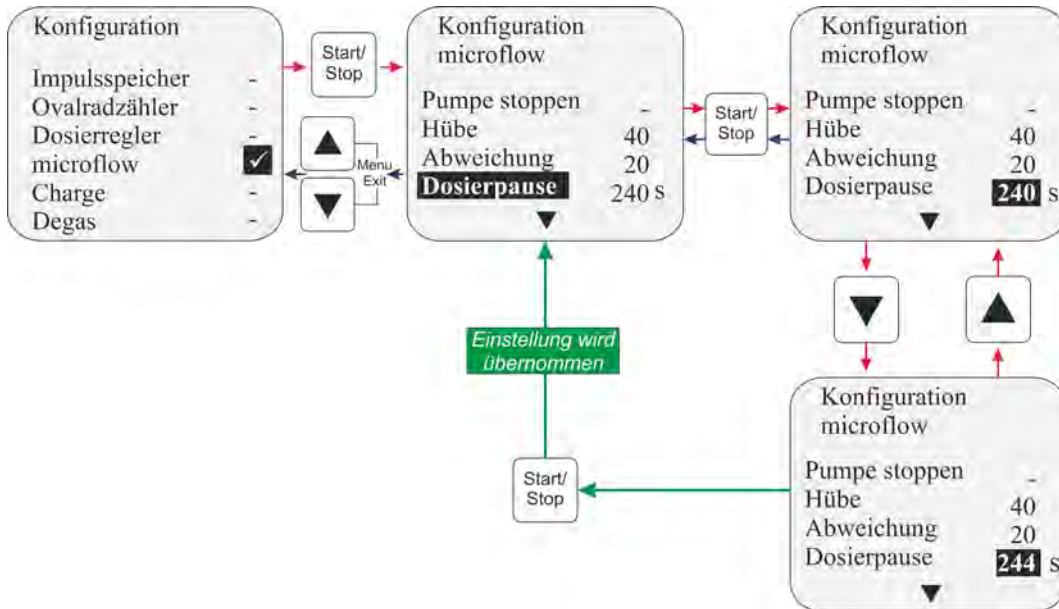 Konfiguration
Impulsspeicher -
Ovalradzähler -
Dosierregler -
microflow ✓
Charge -
Degas -
Start/
Stop
Menu
Exit
Konfiguration
microflow
Pumpe stoppen -
Hübe 40
Abweichung 20
Dosierpause 240 s
Start/
Stop
Konfiguration
microflow
Pumpe stoppen -
Hübe 40
Abweichung 20
Dosierpause 240 s
Einstellung wird
übernommen
Start/
Stop
Konfiguration
microflow
Pumpe stoppen -
Hübe 40
Abweichung 20
Dosierpause 244 s